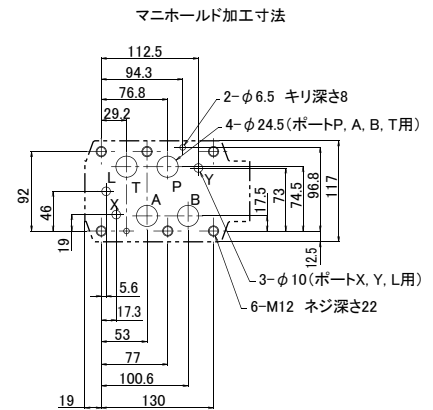 マニホールド加工寸法
112.5
94.3
76.8
29.2
2-φ6.5 キリ深さ8
4-φ24.5(ポートP, A, B, T用)
L
T
P
Y
X
A
B
92
46
19
17.5
73
74.5
96.8
117
12.5
3-φ10(ポートX, Y, L用)
6-M12 ネジ深さ22
5.6
17.3
53
77
100.6
19
130